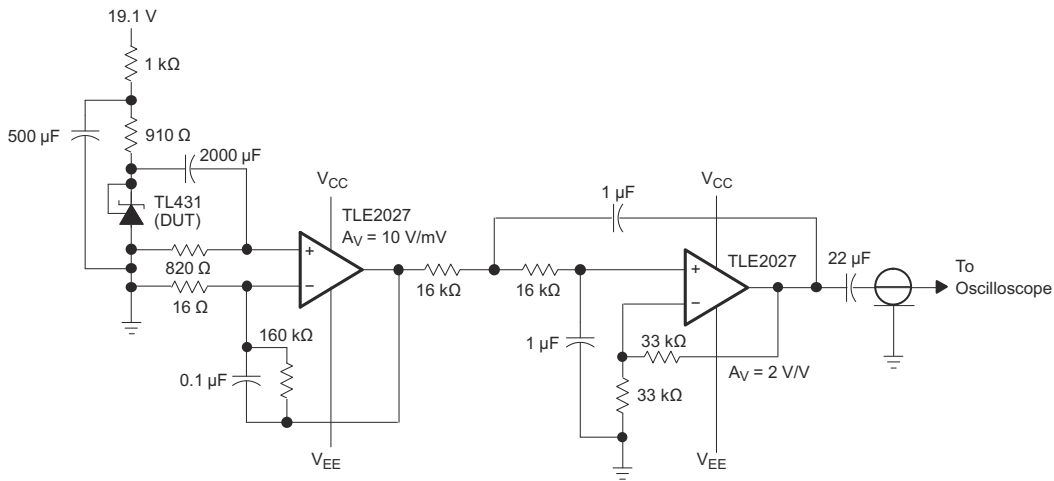 19.1 V
1 kΩ
500 µF
910 Ω
2000 µF
TL431
(DUT)
820 Ω
16 Ω
VCC
TLE2027
AV = 10 V/mV
+
−
160 kΩ
0.1 µF
VEE
16 kΩ
16 kΩ
1 µF
1 µF
VCC
TLE2027
+
−
33 kΩ
AV = 2 V/V
33 kΩ
VEE
22 µF
To
Oscilloscope